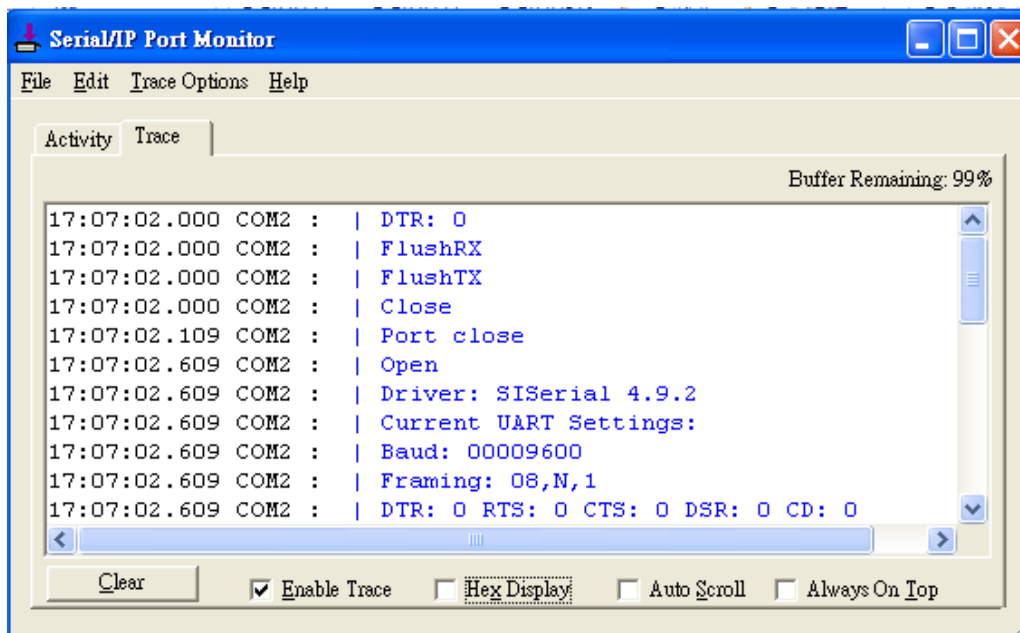 Serial/IP Port Monitor
File Edit Trace Options Help
Activity Trace
Buffer Remaining: 99%
17:07:02.000 COM2 : | DTR: 0
17:07:02.000 COM2 : | FlushRX
17:07:02.000 COM2 : | FlushTX
17:07:02.000 COM2 : | Close
17:07:02.109 COM2 : | Port close
17:07:02.609 COM2 : | Open
17:07:02.609 COM2 : | Driver: SISerial 4.9.2
17:07:02.609 COM2 : | Current UART Settings:
17:07:02.609 COM2 : | Baud: 00009600
17:07:02.609 COM2 : | Framing: 08,N,1
17:07:02.609 COM2 : | DTR: 0 RTS: 0 CTS: 0 DSR: 0 CD: 0
Clear Enable Trace Hex Display Auto Scroll Always On Top